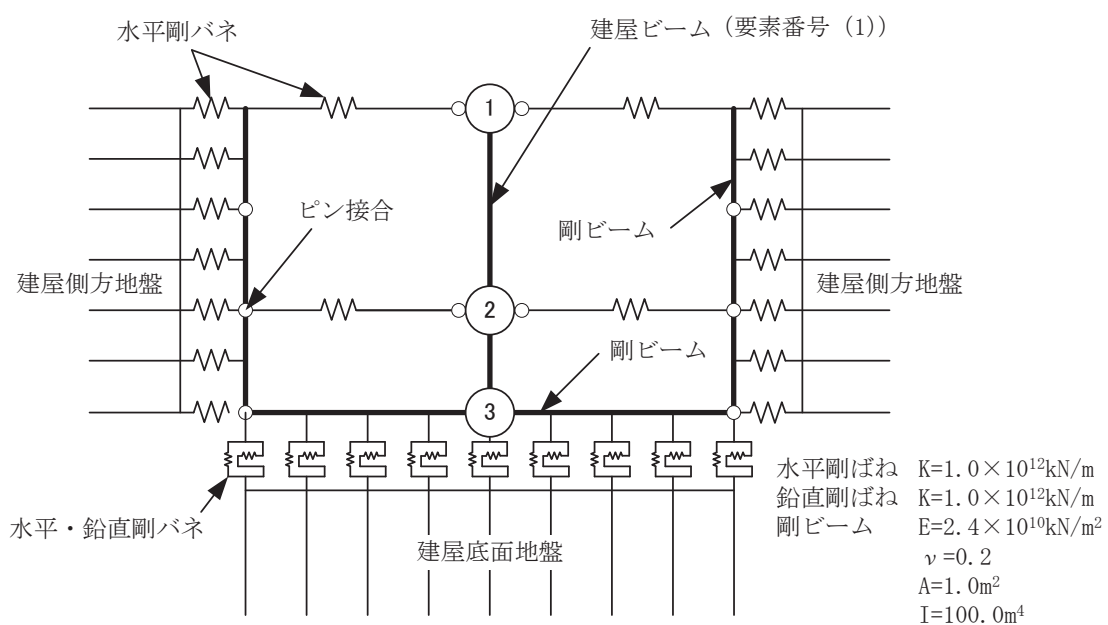 水平剛バネ
建屋ビーム（要素番号（1））
1
ピン接合
剛ビーム
建屋側方地盤
2
建屋側方地盤
剛ビーム
3
水平・鉛直剛バネ
建屋底面地盤
水平剛ばね K=1.0×10¹²kN/m
鉛直剛ばね K=1.0×10¹²kN/m
剛ビーム E=2.4×10¹⁰kN/m²
ν=0.2
A=1.0m²
I=100.0m⁴